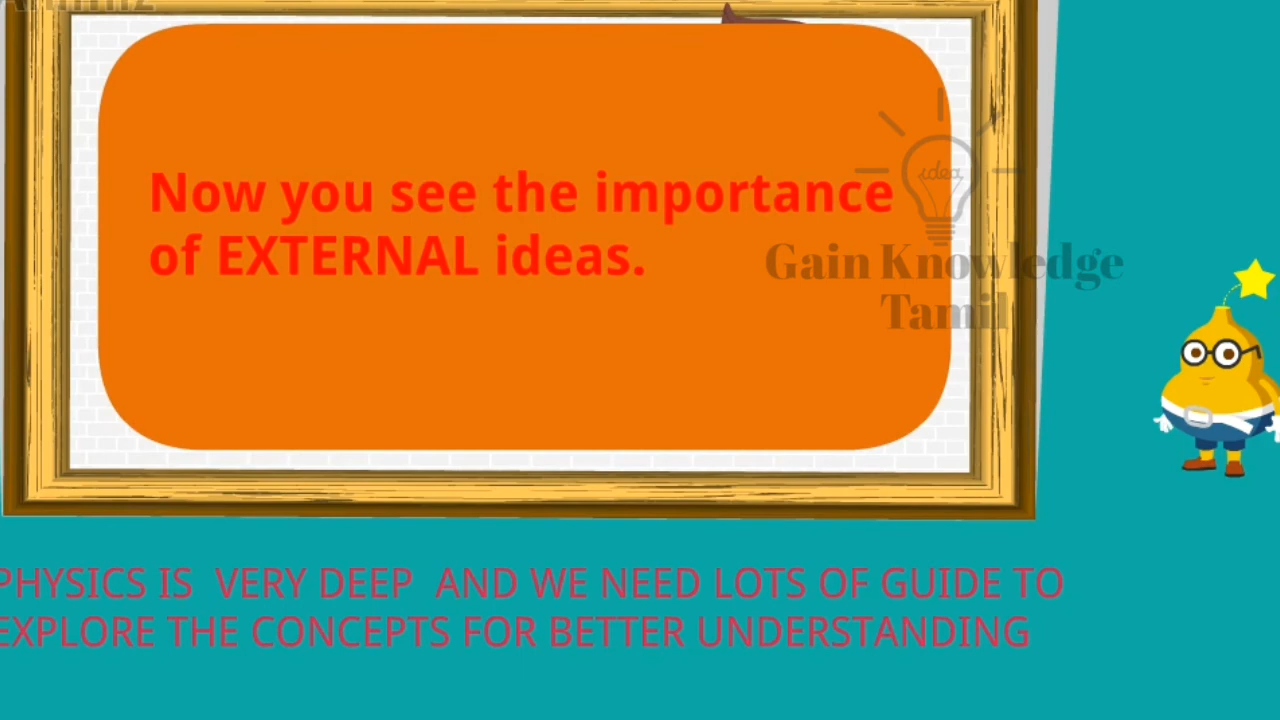 Now you see the importance
of EXTERNAL ideas.
idea
Gain Knowledge
Tamil
PHYSICS IS VERY DEEP AND WE NEED LOTS OF GUIDE TO
EXPLORE THE CONCEPTS FOR BETTER UNDERSTANDING